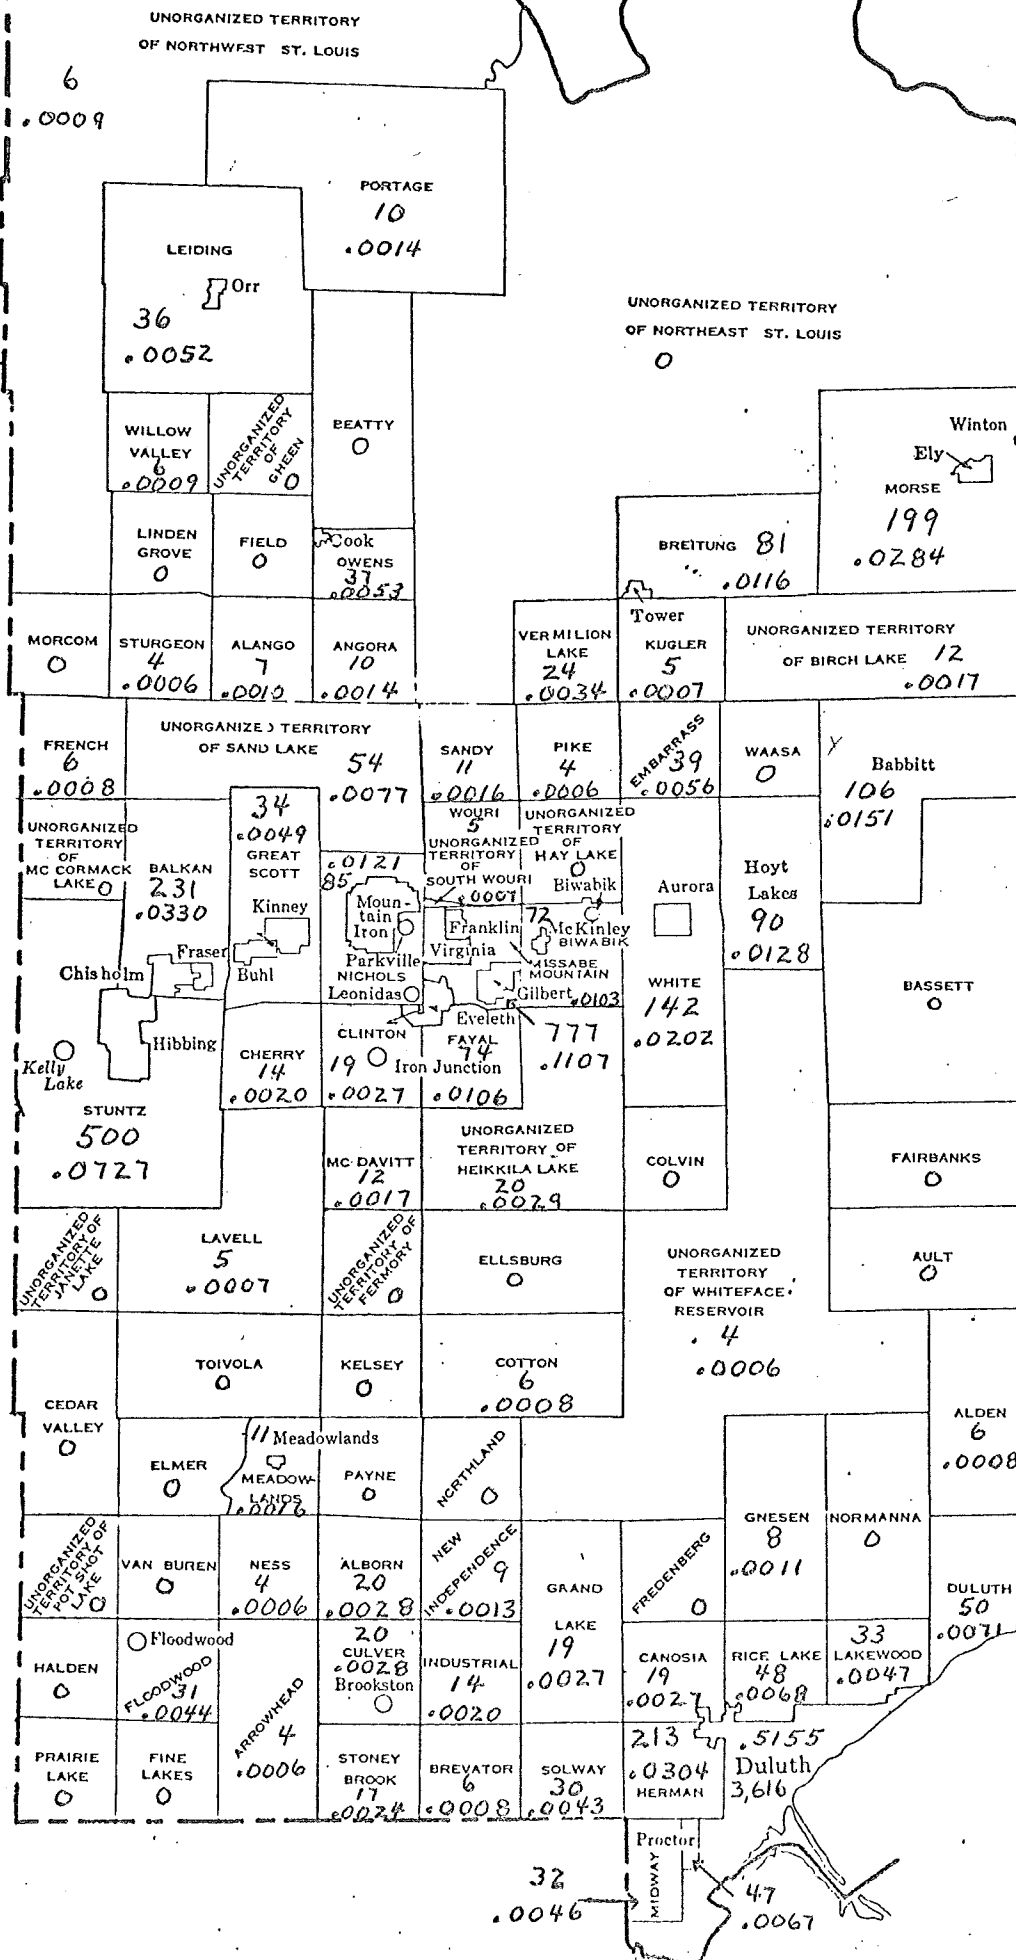 UNORGANIZED TERRITORY
OF NORTHWEST ST. LOUIS
6
.0009
PORTAGE
10
.0014
LEIDING
Orr
36
.0052
UNORGANIZED TERRITORY
OF NORTHEAST ST. LOUIS
0
WILLOW
VALLEY
6
.0009
UNORGANIZED
TERRITORY
OF
GHEEN
0
BEATTY
0
Winton
Ely
MORSE
199
.0284
LINDEN
GROVE
0
FIELD
0
Cook
OWENS
37
.0053
BREITUNG 81
.0116
Tower
MORCOM
0
STURGEON
4
.0006
ALANGO
7
.0010
ANGORA
10
.0014
VERMILION
LAKE
24
.0034
KUGLER
5
.0007
UNORGANIZED TERRITORY
OF BIRCH LAKE 12
.0017
FRENCH
6
.0008
UNORGANIZED TERRITORY
OF SAND LAKE
54
.0077
SANDY
11
.0016
PIKE
4
.0006
EMBARRASS
39
.0056
WAASA
0
Y
Babbitt
106
.0151
UNORGANIZED
TERRITORY
OF
MC CORMACK
LAKE 0
BALKAN
231
.0330
34
.0049
GREAT
SCOTT
Kinney
Buhl
.0121
85
Moun-
tain
Iron
Parkville
NICHOLS
Leonidas
WOURI
5
UNORGANIZED
TERRITORY
OF
SOUTH WOURI
.0007
Franklin
Virginia
UNORGANIZED
TERRITORY
OF
HAY LAKE
0
Biwabik
72
McKinley
BIWABIK
MISSABE
MOUNTAIN
Gilbert .0103
Eveleth
777
.1107
Aurora
WHITE
142
.0202
Hoyt
Lakes
90
.0128
BASSETT
0
Fraser
Chisholm
Hibbing
Kelly
Lake
STUNTZ
500
.0727
CHERRY
14
.0020
CLINTON
19
Iron Junction
.0027
FAYAL
74
.0106
MC DAVITT
12
.0017
UNORGANIZED
TERRITORY OF
HEIKKILA LAKE
20
.0029
COLVIN
0
FAIRBANKS
0
UNORGANIZED
TERRITORY OF
JANETTE
LAKE
0
LAVELL
5
.0007
UNORGANIZED
TERRITORY OF
FERMORY
0
ELLSBURG
0
UNORGANIZED
TERRITORY
OF WHITEFACE
RESERVOIR
4
.0006
AULT
0
CEDAR
VALLEY
0
TOIVOLA
0
KELSEY
0
COTTON
6
.0008
ALDEN
6
.0008
ELMER
0
11 Meadowlands
MEADOW-
LANDS
.0016
PAYNE
0
NORTHLAND
0
GNESEN
8
.0011
NORMANNA
0
UNORGANIZED
TERRITORY OF
POT SHOT
LAKE
0
VAN BUREN
0
NESS
4
.0006
ALBORN
20
.0028
NEW
INDEPENDENCE
9
.0013
GRAND
LAKE
19
.0027
FREDENBERG
0
DULUTH
50
.0071
HALDEN
0
Floodwood
FLOODWOOD
31
.0044
ARROWHEAD
4
.0006
20
CULVER
.0028
Brookston
INDUSTRIAL
14
.0020
CANOSIA
19
.0027
RICE LAKE
48
.0068
33
LAKEWOOD
.0047
PRAIRIE
LAKE
0
FINE
LAKES
0
STONEY
BROOK
17
.0024
BREVATOR
6
.0008
SOLWAY
30
.0043
213
.0304
HERMAN
.5155
Duluth
3,616
Proctor
MIDWAY
32
.0046
47
.0067